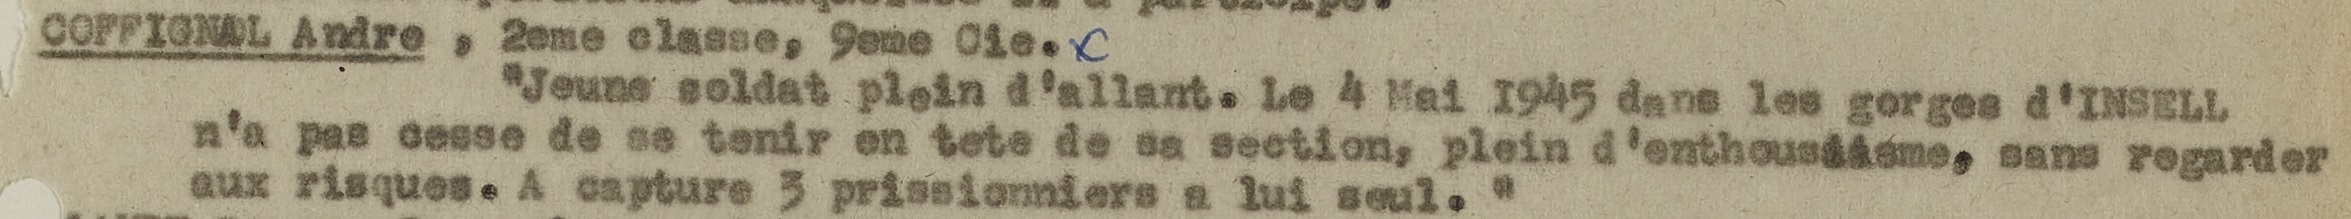 COFFIGNAL Andre , 2eme classe, 9eme Cie.
"Jeune soldat plein d'allant. Le 4 Mai 1945 dans les gorges d'INSELL
n'a pas cesse de se tenir en tete de sa section, plein d'enthousiasme, sans regarder
aux risques. A capture 3 prissionniers a lui seul. "